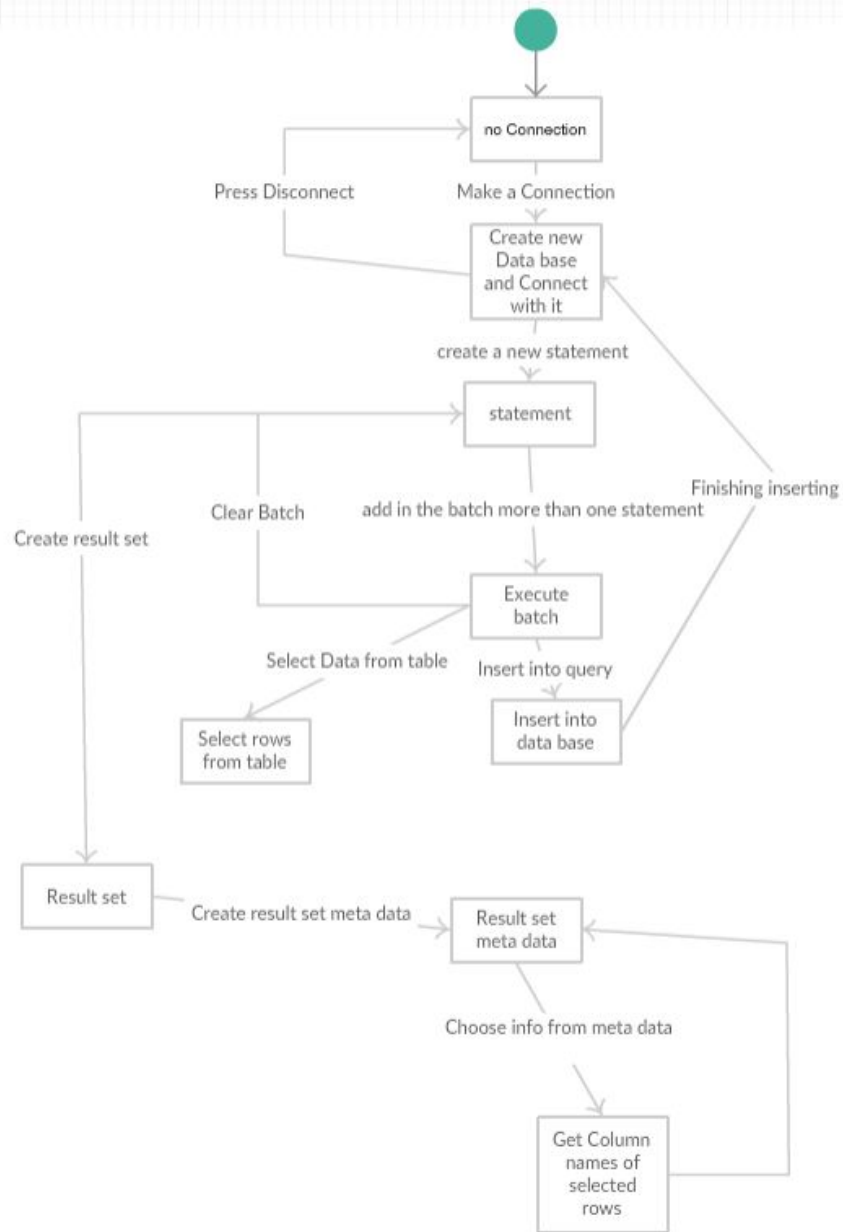 no Connection
Press Disconnect
Make a Connection
Create new
Data base
and Connect
with it
create a new statement
statement
Finishing inserting
add in the batch more than one statement
Clear Batch
Create result set
Execute
batch
Select Data from table
Insert into query
Insert into
data base
Select rows
from table
Result set
Create result set meta data
Result set
meta data
Choose info from meta data
Get Column
names of
selected
rows